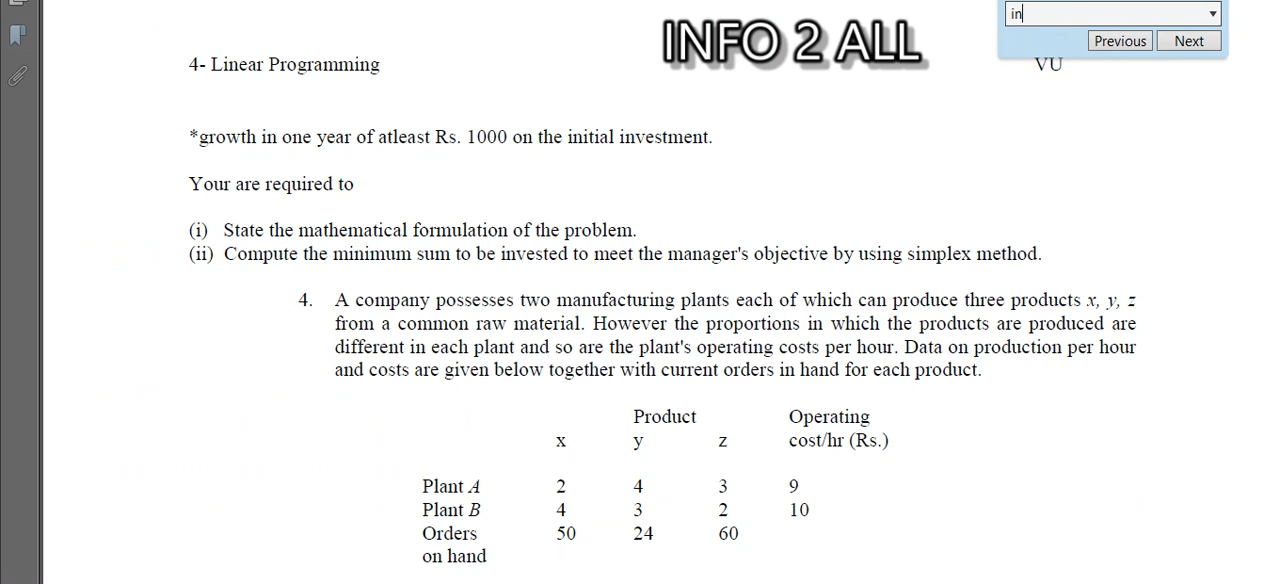 in
Previous Next
INFO 2 ALL
4- Linear Programming VU
*growth in one year of atleast Rs. 1000 on the initial investment.
Your are required to
(i) State the mathematical formulation of the problem.
(ii) Compute the minimum sum to be invested to meet the manager's objective by using simplex method.
4. A company possesses two manufacturing plants each of which can produce three products x, y, z
from a common raw material. However the proportions in which the products are produced are
different in each plant and so are the plant's operating costs per hour. Data on production per hour
and costs are given below together with current orders in hand for each product.
Product Operating
x y z cost/hr (Rs.)
Plant A 2 4 3 9
Plant B 4 3 2 10
Orders 50 24 60
on hand